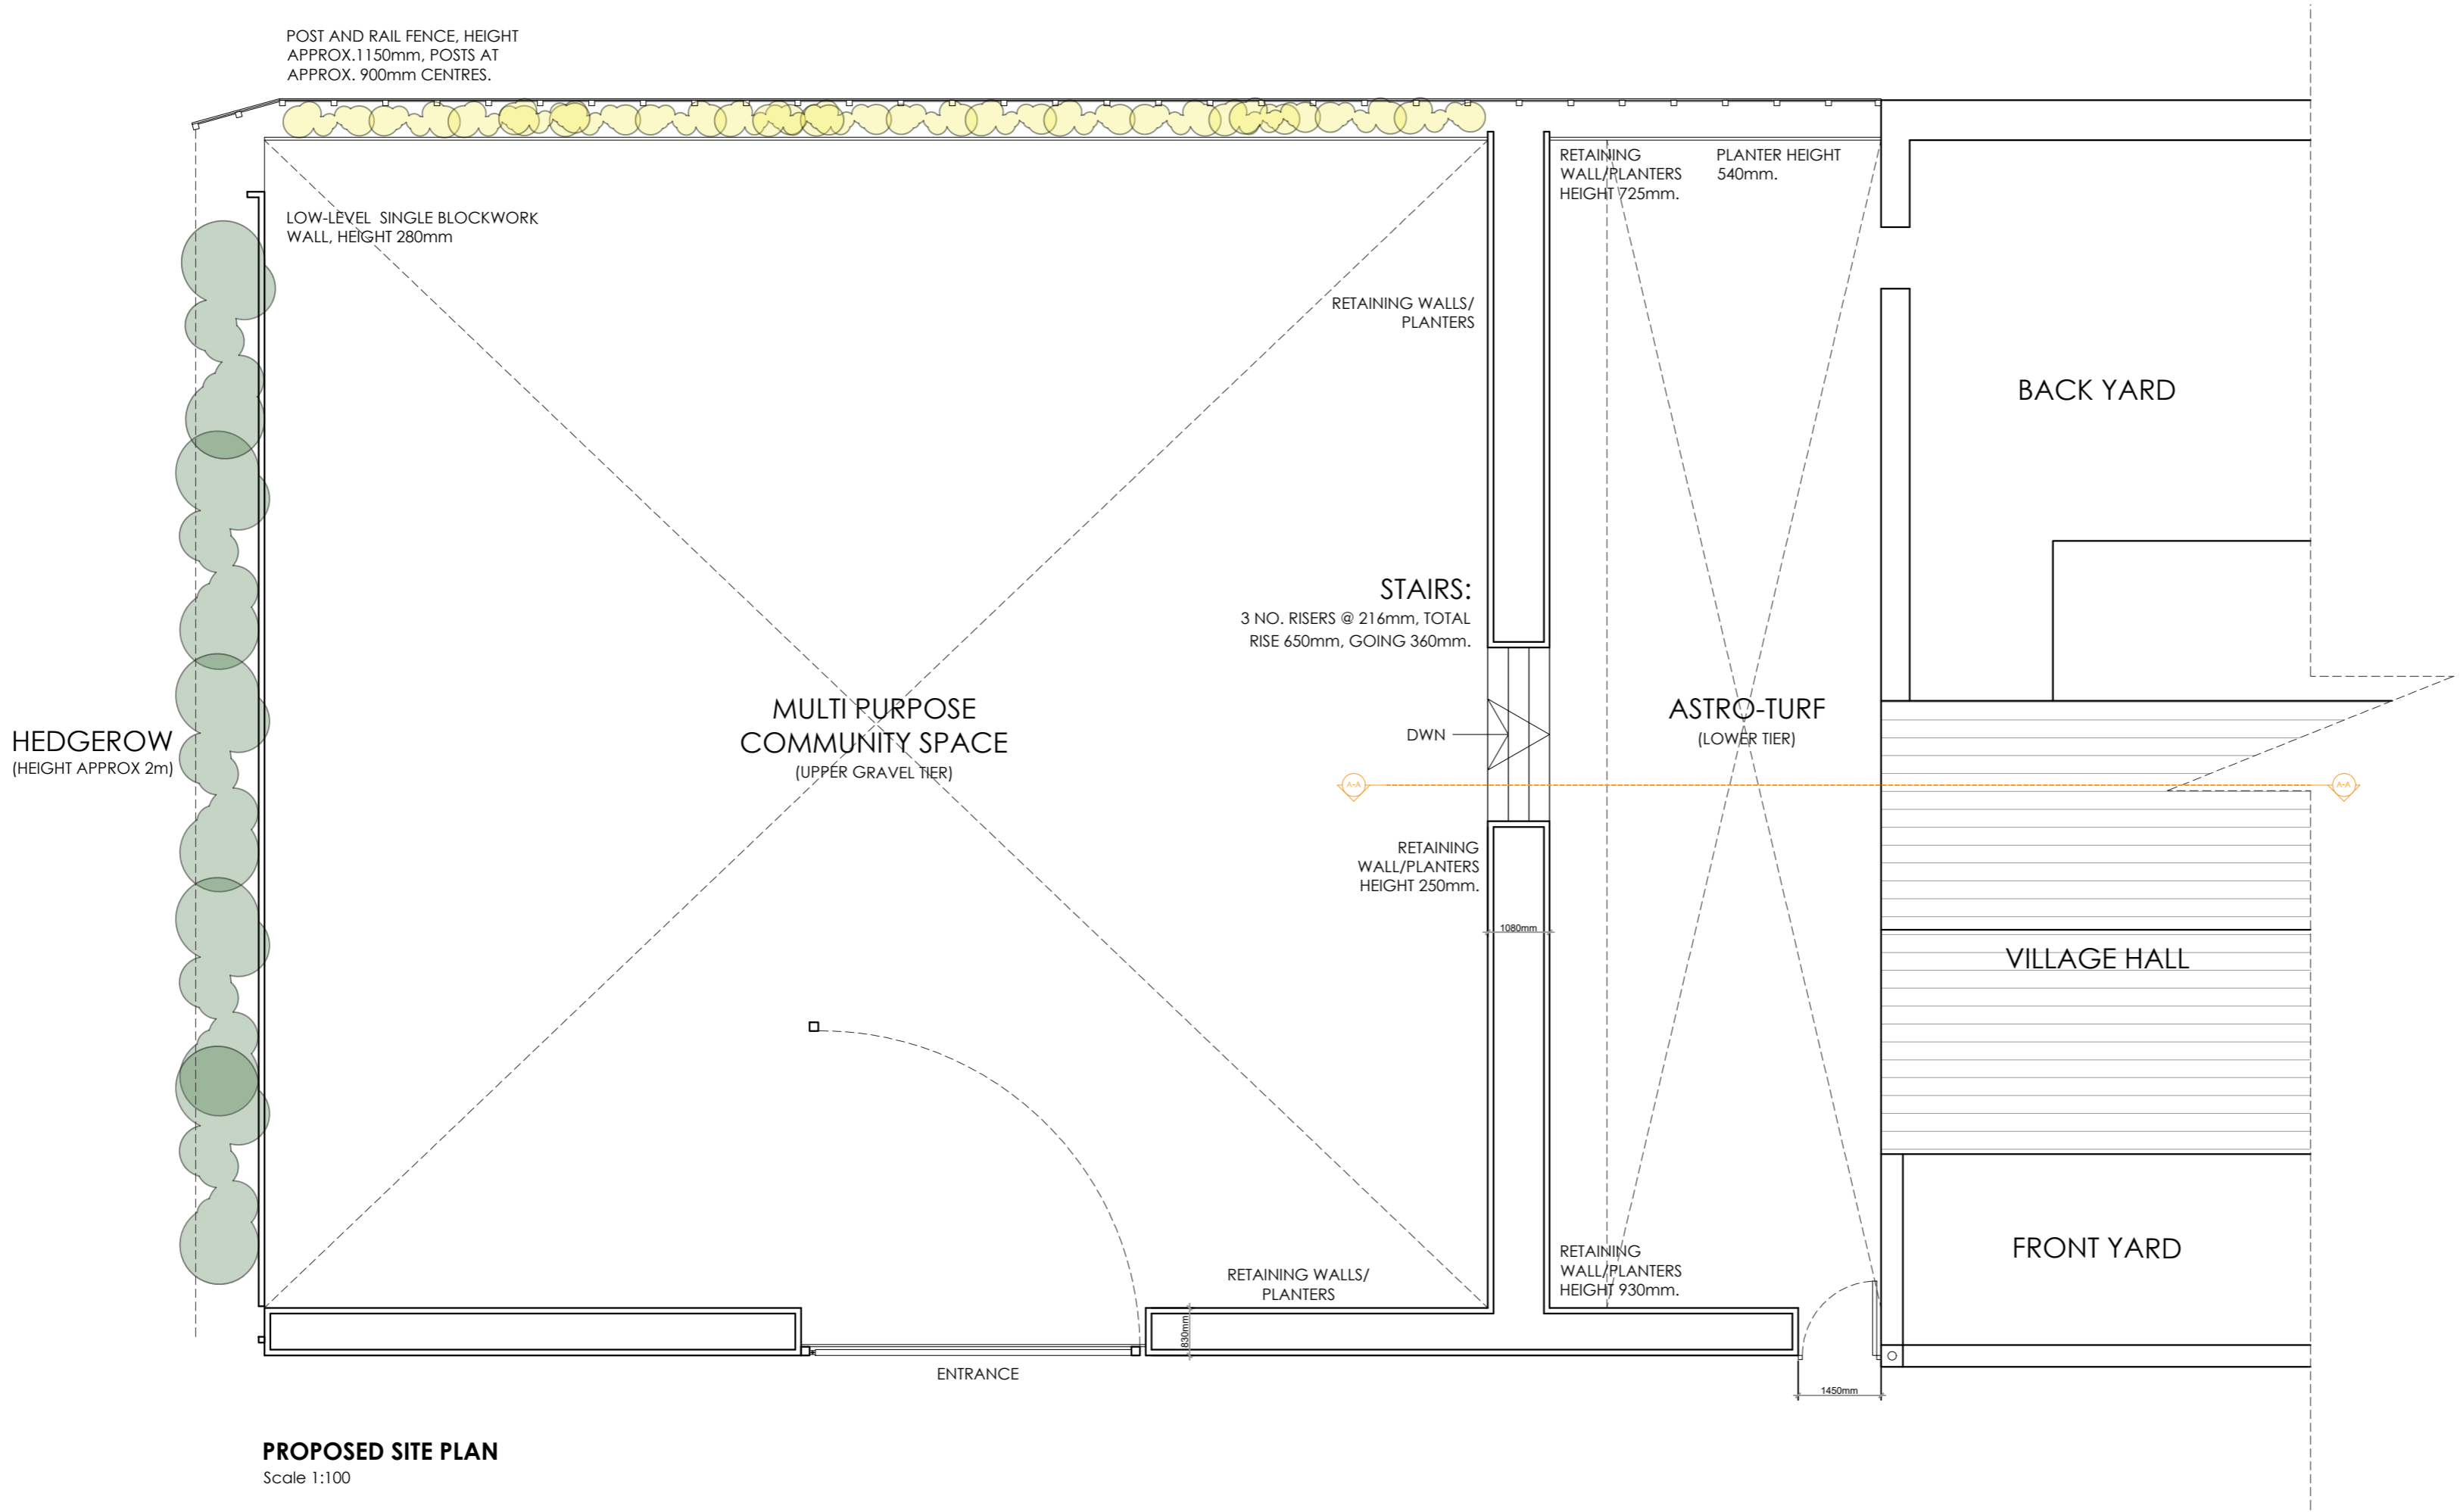 POST AND RAIL FENCE, HEIGHT
APPROX.1150mm, POSTS AT
APPROX. 900mm CENTRES.
RETAINING
WALL/PLANTERS
HEIGHT 725mm.
PLANTER HEIGHT
540mm.
LOW-LEVEL SINGLE BLOCKWORK
WALL, HEIGHT 280mm
RETAINING WALLS/
PLANTERS
BACK YARD
STAIRS:
3 NO. RISERS @ 216mm, TOTAL
RISE 650mm, GOING 360mm.
HEDGEROW
(HEIGHT APPROX 2m)
MULTI PURPOSE
COMMUNITY SPACE
(UPPER GRAVEL TIER)
DWN
ASTRO-TURF
(LOWER TIER)
A-A
A-A
RETAINING
WALL/PLANTERS
HEIGHT 250mm.
1080mm
VILLAGE HALL
RETAINING
WALL/PLANTERS
HEIGHT 930mm.
FRONT YARD
RETAINING WALLS/
PLANTERS
830mm
ENTRANCE
1450mm
PROPOSED SITE PLAN
Scale 1:100